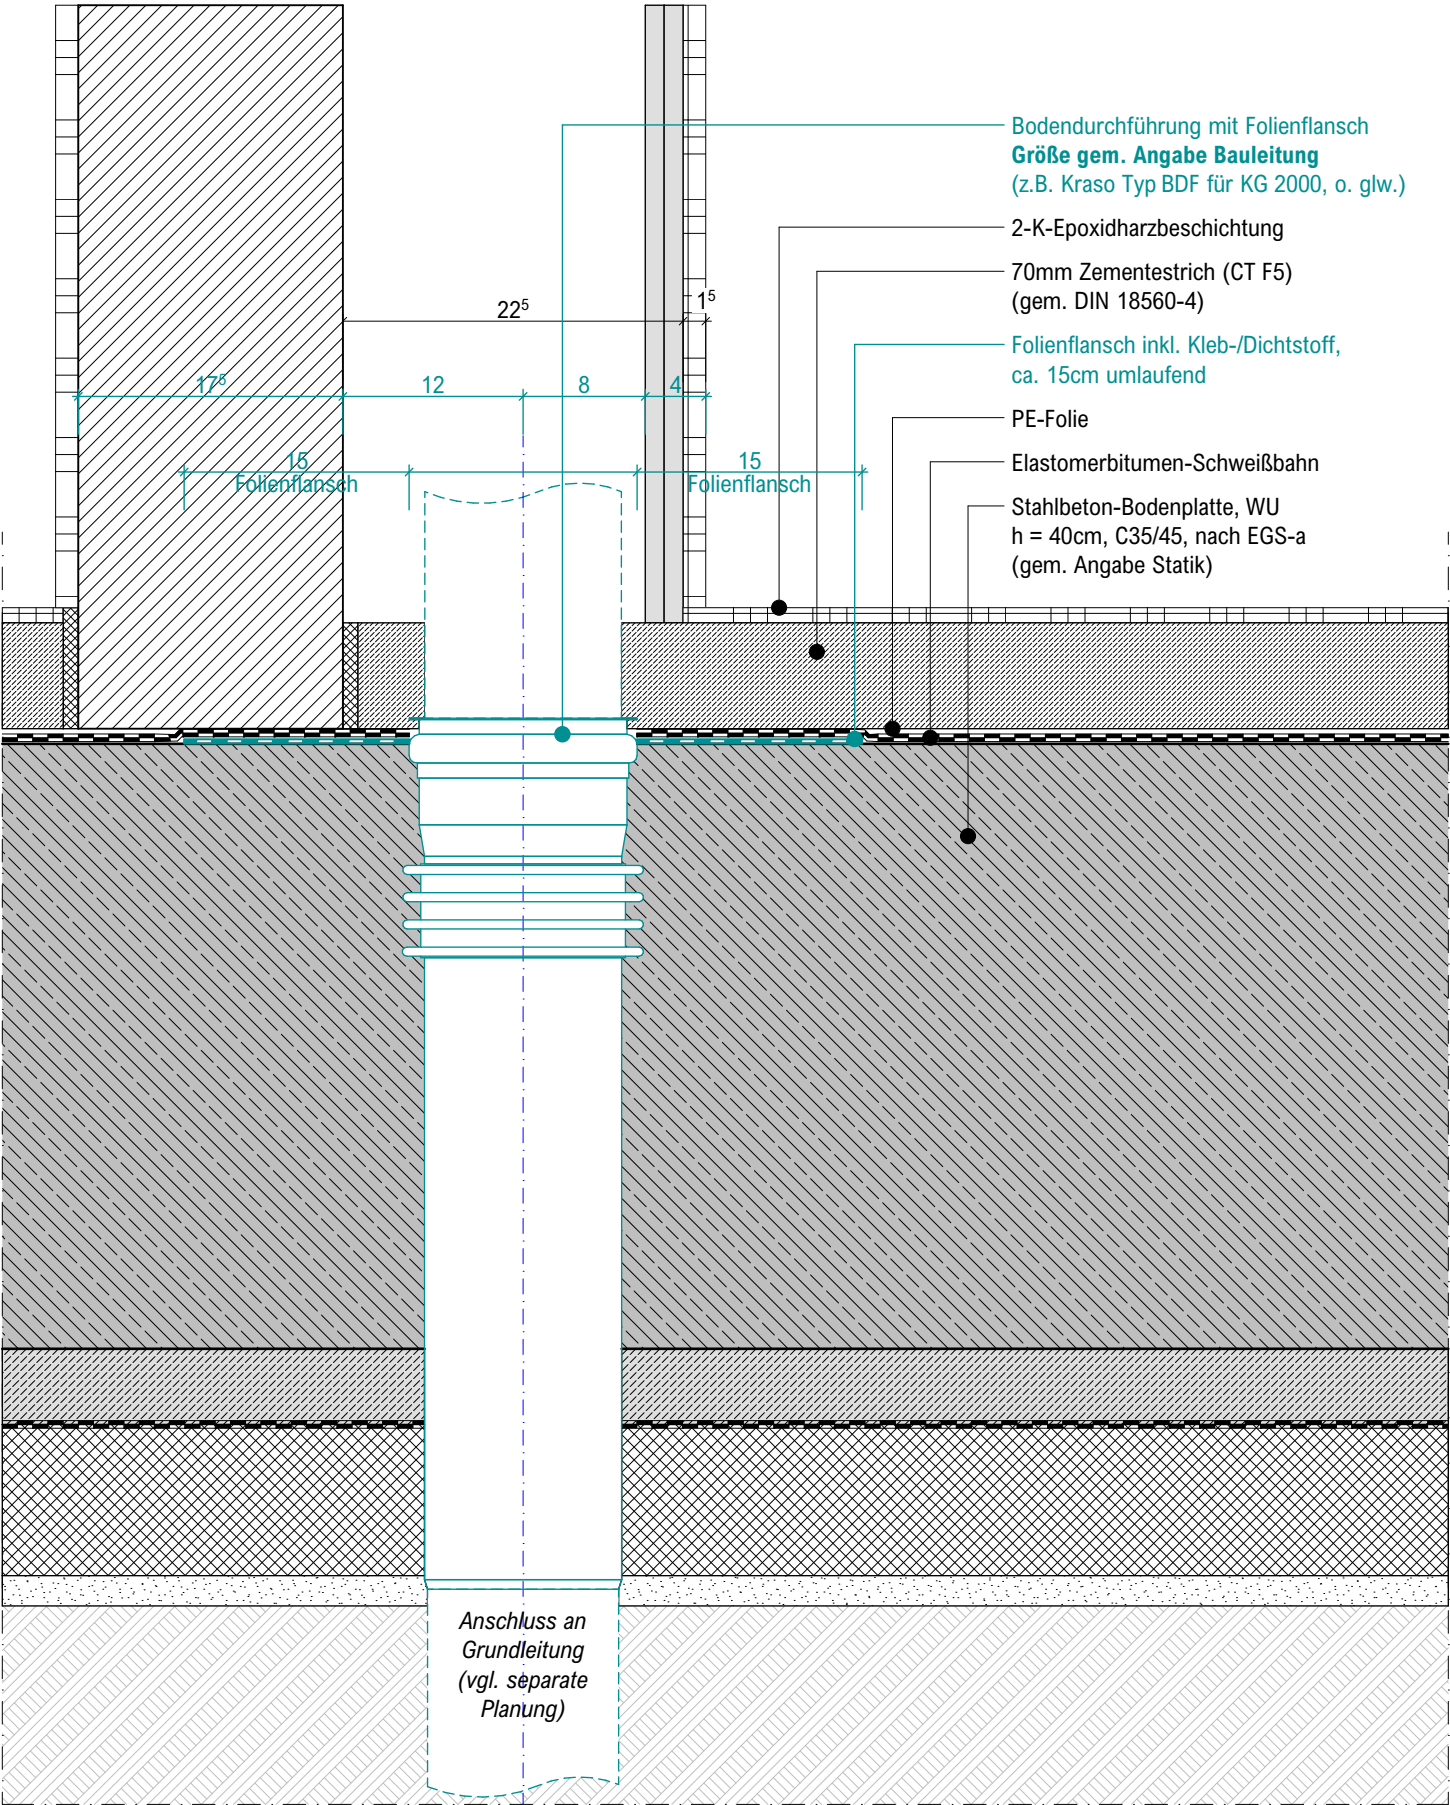 Bodendurchführung mit Folienflansch
Größe gem. Angabe Bauleitung
(z.B. Kraso Typ BDF für KG 2000, o. glw.)
2-K-Epoxidharzbeschichtung
70mm Zementestrich (CT F5)
(gem. DIN 18560-4)
22⁵
1⁵
Folienflansch inkl. Kleb-/Dichtstoff,
ca. 15cm umlaufend
17⁵
12
8
4
PE-Folie
15
Folienflansch
15
Folienflansch
Elastomerbitumen-Schweißbahn
Stahlbeton-Bodenplatte, WU
h = 40cm, C35/45, nach EGS-a
(gem. Angabe Statik)
Anschluss an
Grundleitung
(vgl. separate
Planung)